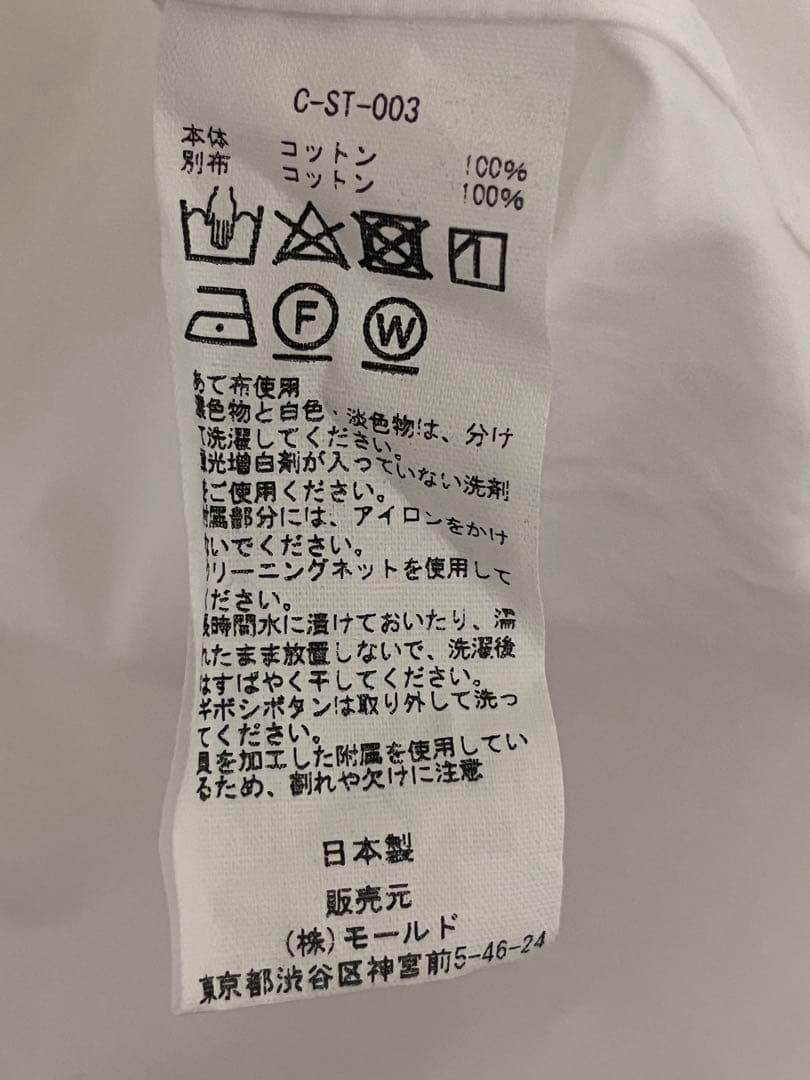 C-ST-003
本体 コットン 100%
別布 コットン 100%
F W
あて布使用
濃色物と白色・淡色物は、分け
て洗濯してください。
蛍光増白剤が入っていない洗剤
をご使用ください。
付属部分には、アイロンをかけ
ないでください。
クリーニングネットを使用して
ください。
長時間水に漬けておいたり、濡
れたまま放置しないで、洗濯後
はすばやく干してください。
ギボシボタンは取り外して洗っ
てください。
貝を加工した附属を使用してい
るため、割れや欠けに注意
日本製
販売元
(株)モールド
東京都渋谷区神宮前5-46-24